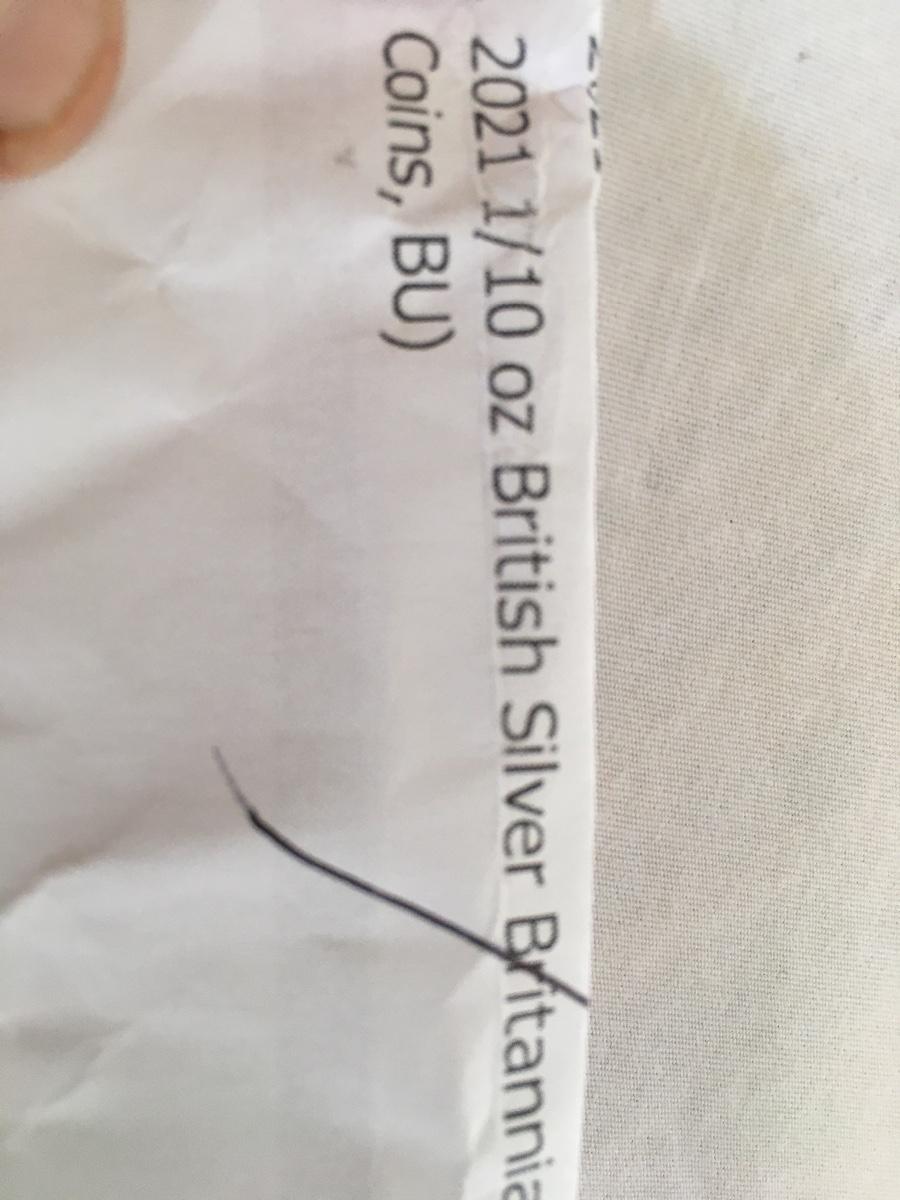 2021 1/10 oz British Silver Britannia
Coins, BU)